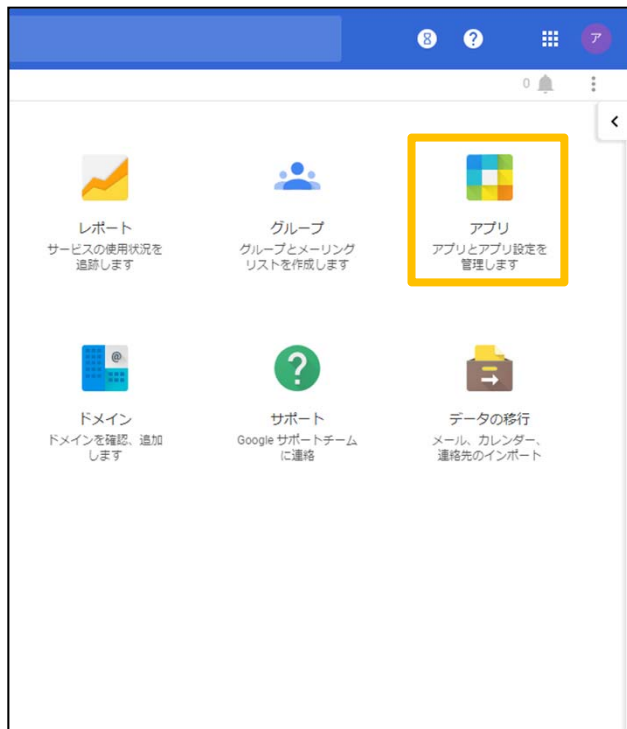 ア
0
レポート
サービスの使用状況を
追跡します
グループ
グループとメーリング
リストを作成します
アプリ
アプリとアプリ設定を
管理します
@
ドメイン
ドメインを確認、追加
します
?
サポート
Google サポートチーム
に連絡
データの移行
メール、カレンダー、
連絡先のインポート